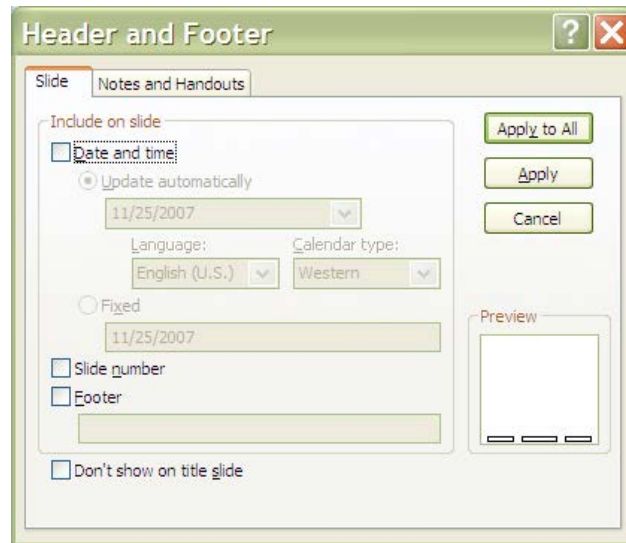 Header and Footer
Slide
Notes and Handouts
Include on slide
Date and time
Update automatically
11/25/2007
Language:
Calendar type:
English (U.S.)
Western
Fixed
11/25/2007
Slide number
Footer
Don't show on title slide
Apply to All
Apply
Cancel
Preview